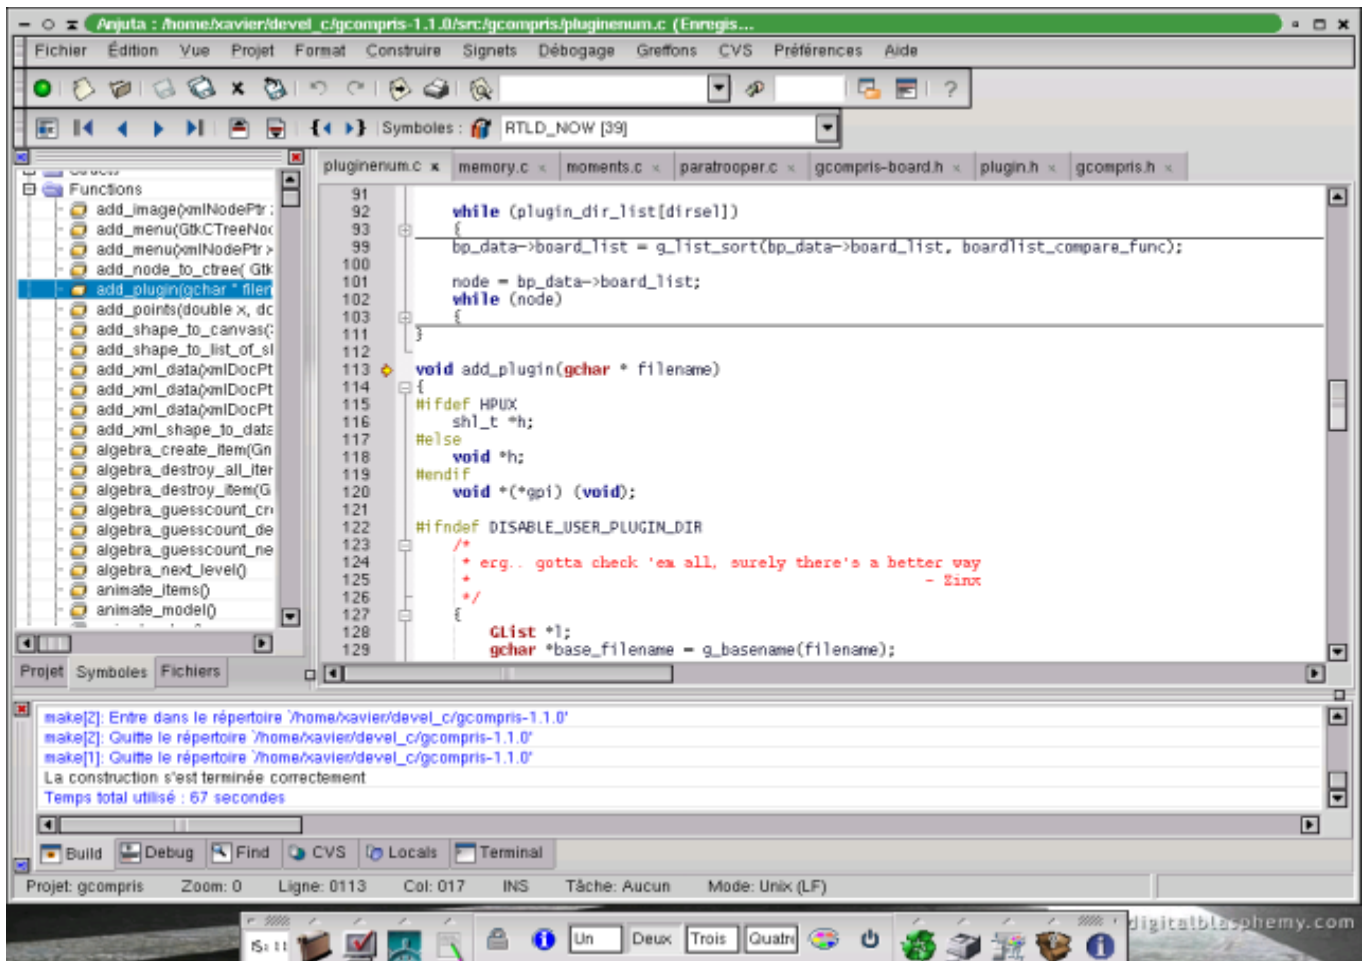 Anjuta : /home/xavier/devel_c/gcompris-1.1.0/src/gcompris/pluginenum.c (Enregis...
Fichier Édition Vue Projet Format Construire Signets Débogage Greffons CVS Préférences Aide
Symboles : RTLD_NOW [39]
pluginenum.c memory.c moments.c paratrooper.c gcompris-board.h plugin.h gcompris.h
Functions
add_image(xmlNodePtr
add_menu(GtkCTreeNoc
add_menu(xmlNodePtr
add_node_to_ctree( Gtk
add_plugin(gchar * filen
add_points(double x, dc
add_shape_to_canvas(
add_shape_to_list_of_sl
add_xml_data(xmlDocPt
add_xml_data(xmlDocPt
add_xml_data(xmlDocPt
add_xml_shape_to_data
algebra_create_item(Gn
algebra_destroy_all_iter
algebra_destroy_item(G
algebra_guesscount_cr
algebra_guesscount_de
algebra_guesscount_ne
algebra_next_level()
animate_items()
animate_model()
Projet Symboles Fichiers
91
92 while (plugin_dir_list[dirsel])
93 {
99 bp_data->board_list = g_list_sort(bp_data->board_list, boardlist_compare_func);
100
101 node = bp_data->board_list;
102 while (node)
103 {
111 }
112
113 void add_plugin(gchar * filename)
114 {
115 #ifdef HPUX
116 shl_t *h;
117 #else
118 void *h;
119 #endif
120 void *(*gpi) (void);
121
122 #ifndef DISABLE_USER_PLUGIN_DIR
123 /*
124 * erg.. gotta check 'em all, surely there's a better way
125 * - Zinx
126 */
127 {
128 GList *l;
129 gchar *base_filename = g_basename(filename);
make[2]: Entre dans le répertoire `/home/xavier/devel_c/gcompris-1.1.0'
make[2]: Quitte le répertoire `/home/xavier/devel_c/gcompris-1.1.0'
make[1]: Quitte le répertoire `/home/xavier/devel_c/gcompris-1.1.0'
La construction s'est terminée correctement
Temps total utilisé : 67 secondes
Build Debug Find CVS Locals Terminal
Projet: gcompris Zoom: 0 Ligne: 0113 Col: 017 INS Tâche: Aucun Mode: Unix (LF)
digitalblasphemy.com
Un Deux Trois Quatre